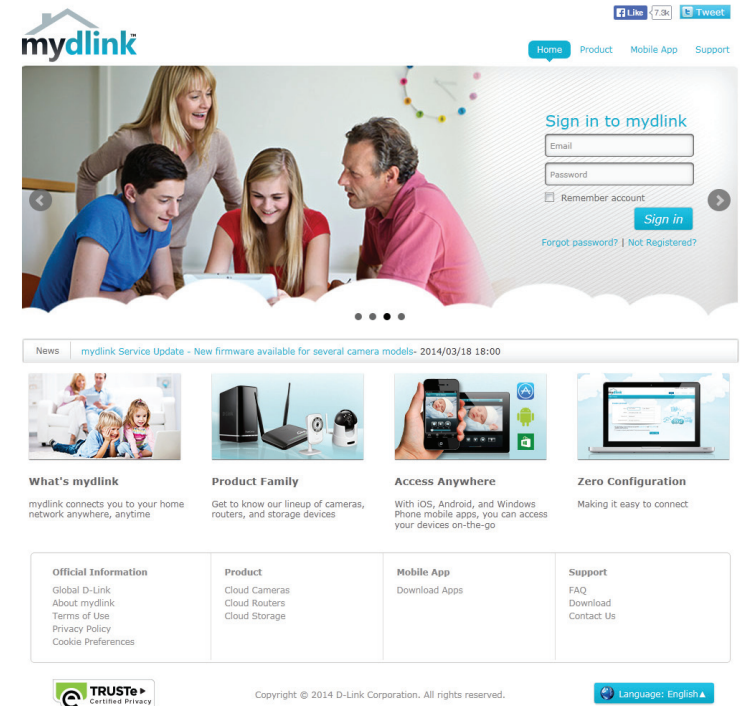 mydlink™
Like 7.3k Tweet
Home Product Mobile App Support
Sign in to mydlink
Email
Password
Remember account
Sign in
Forgot password? | Not Registered?
News mydlink Service Update - New firmware available for several camera models- 2014/03/18 18:00
What's mydlink
mydlink connects you to your home
network anywhere, anytime
Product Family
Get to know our lineup of cameras,
routers, and storage devices
Access Anywhere
With iOS, Android, and Windows
Phone mobile apps, you can access
your devices on-the-go
Zero Configuration
Making it easy to connect
Official Information
Global D-Link
About mydlink
Terms of Use
Privacy Policy
Cookie Preferences
Product
Cloud Cameras
Cloud Routers
Cloud Storage
Mobile App
Download Apps
Support
FAQ
Download
Contact Us
TRUSTe
Certified Privacy
Copyright © 2014 D-Link Corporation. All rights reserved.
Language: English▲